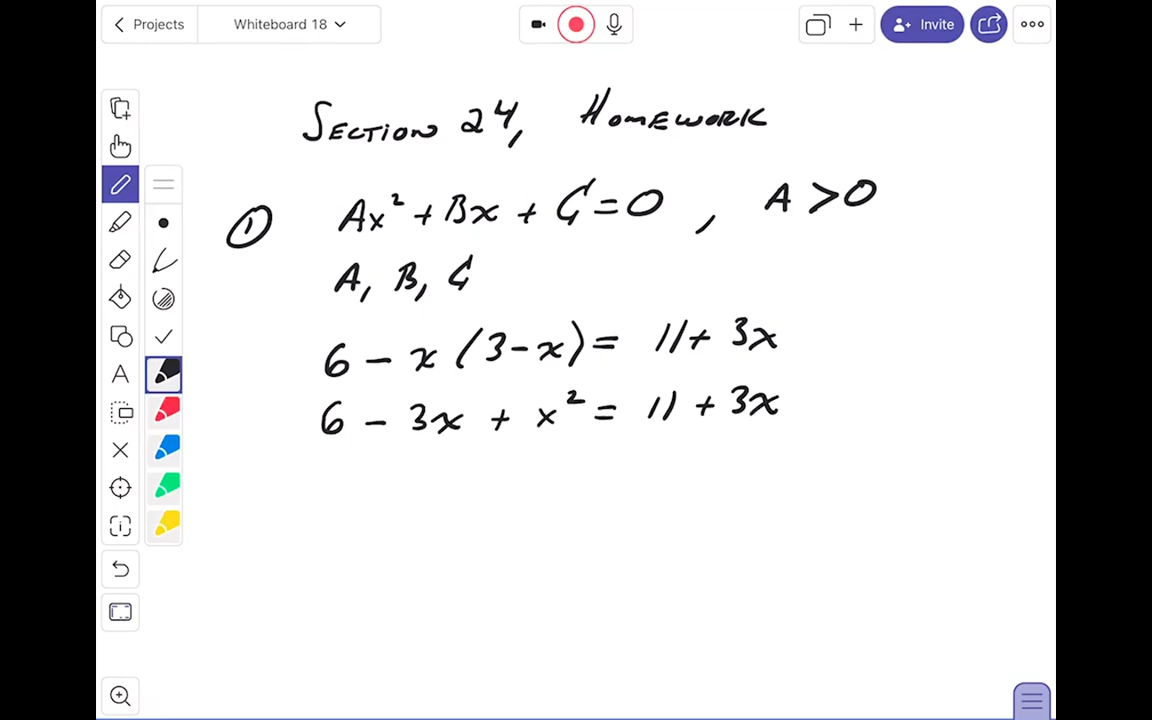 Projects
Whiteboard 18
Invite
Section 24, Homework
① Ax² + Bx + C = 0, A > 0
A, B, C
6 - x (3 - x) = 11 + 3x
6 - 3x + x² = 11 + 3x